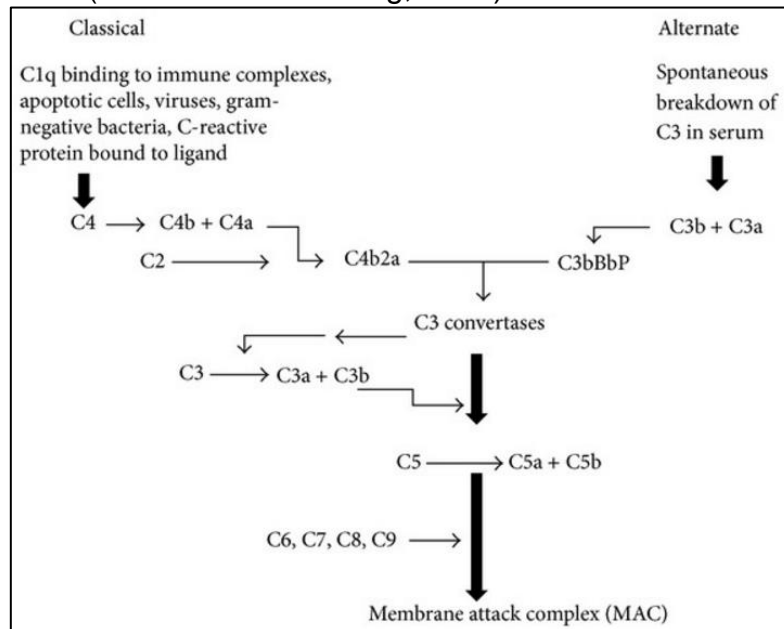 Classical
Alternate
C1q binding to immune complexes,
apoptotic cells, viruses, gram-
negative bacteria, C-reactive
protein bound to ligand
Spontaneous
breakdown of
C3 in serum
C4 C4b + C4a
C3b + C3a
C2 C4b2a C3bBbP
C3 convertases
C3 C3a + C3b
C5 C5a + C5b
C6, C7, C8, C9
Membrane attack complex (MAC)